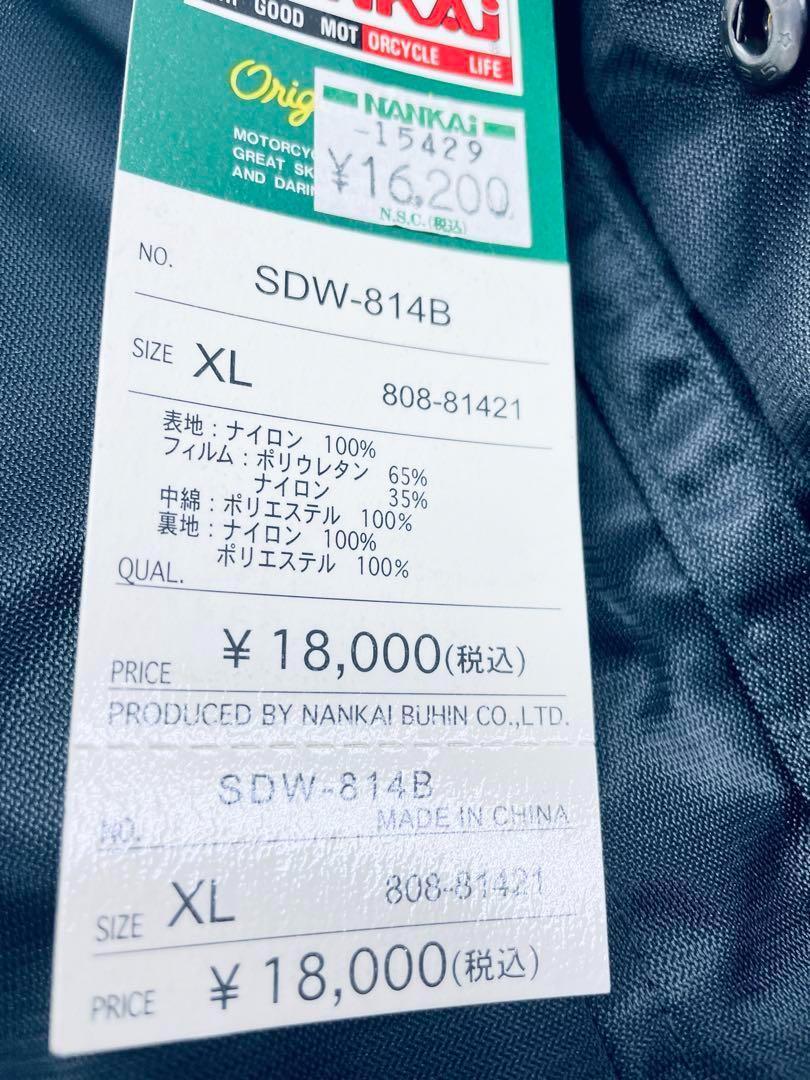 NANKAi
GOOD MOTORCYCLE LIFE
Orig
MOTORCYC
GREAT SK
AND DARIN
NANKAi
-15429
¥16,200
N.S.C.(税込)
NO. SDW-814B
SIZE XL 808-81421
表地:ナイロン 100%
フィルム:ポリウレタン 65%
ナイロン 35%
中綿:ポリエステル 100%
裏地:ナイロン 100%
ポリエステル 100%
QUAL.
PRICE ¥18,000(税込)
PRODUCED BY NANKAI BUHIN CO.,LTD.
SDW-814B
NO. MADE IN CHINA
SIZE XL 808-81421
PRICE ¥18,000(税込)